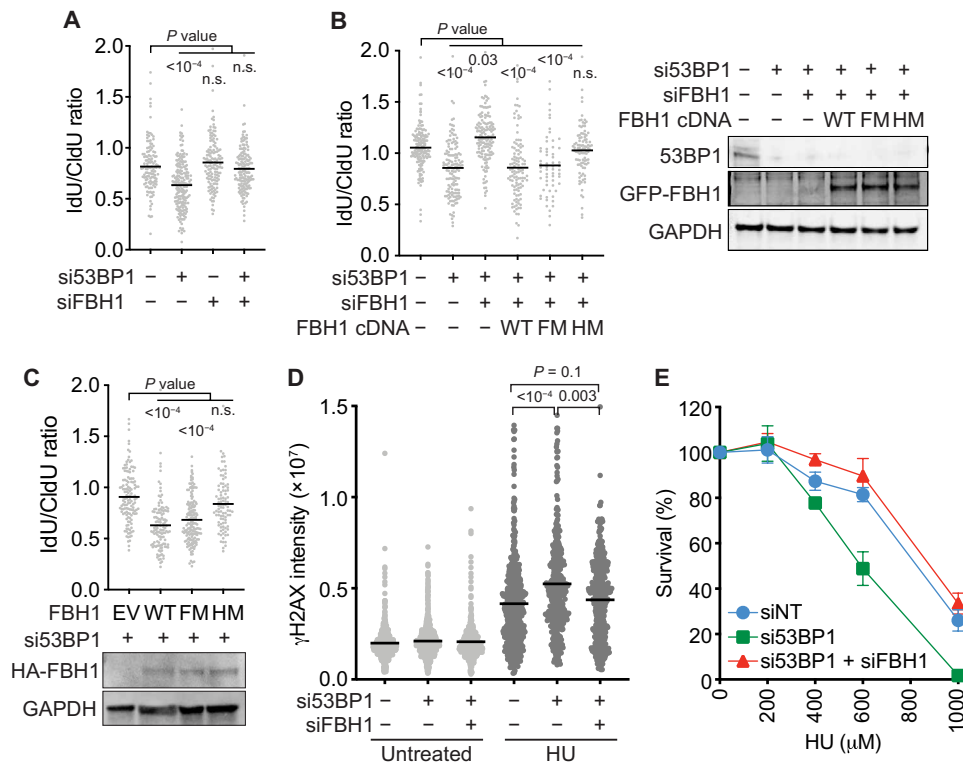 A
P value
<10⁻⁴
n.s.
n.s.
IdU/CldU ratio
2.0
1.5
1.0
0.5
0.0
si53BP1 – + – +
siFBH1 – – + +
B
P value
<10⁻⁴
0.03
<10⁻⁴
<10⁻⁴
n.s.
IdU/CldU ratio
2.0
1.5
1.0
0.5
0.0
si53BP1 – + + + + +
siFBH1 – – + + + +
FBH1 cDNA – – – WT FM HM
si53BP1 – + + + + +
siFBH1 – – + + + +
FBH1 cDNA – – – WT FM HM
53BP1
GFP-FBH1
GAPDH
C
P value
<10⁻⁴
<10⁻⁴
n.s.
IdU/CldU ratio
2.0
1.5
1.0
0.5
0.0
FBH1 EV WT FM HM
si53BP1 + + + +
HA-FBH1
GAPDH
D
P = 0.1
<10⁻⁴ 0.003
γH2AX intensity (×10⁷)
1.5
1.0
0.5
0.0
si53BP1 – + + – + +
siFBH1 – – + – – +
Untreated HU
E
Survival (%)
120
100
80
60
40
20
0
siNT
si53BP1
si53BP1 + siFBH1
0 200 400 600 800 1000
HU (μM)